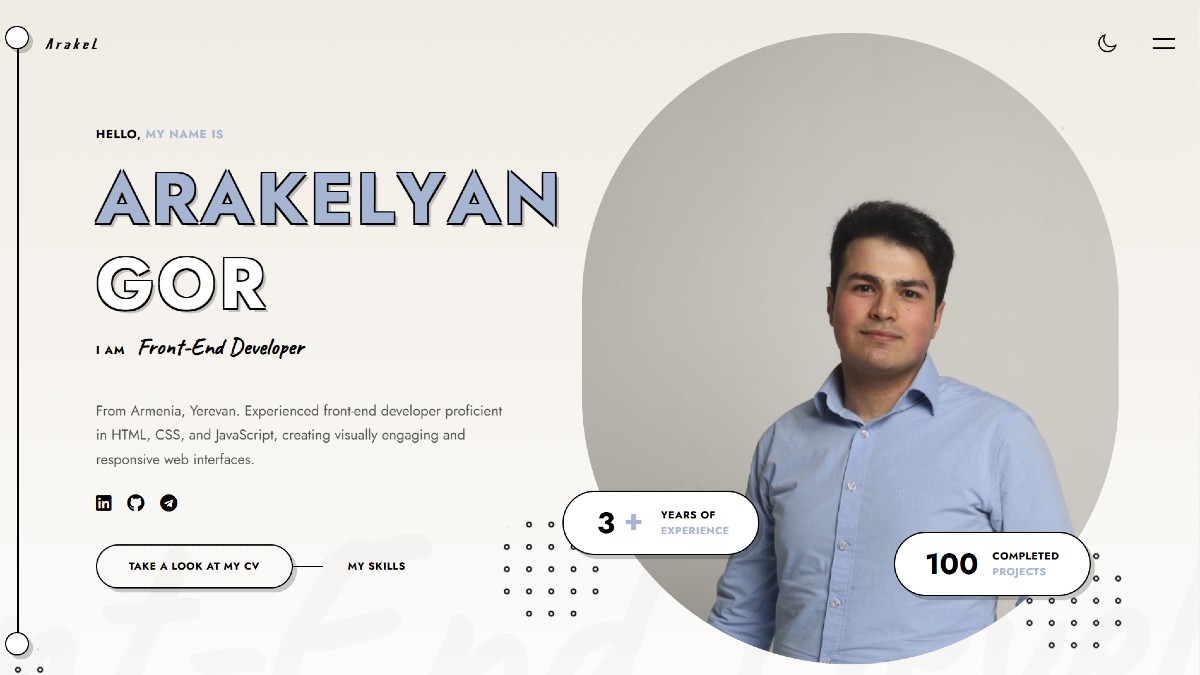 Arakel
HELLO, MY NAME IS
ARAKELYAN
GOR
I AM Front-End Developer
From Armenia, Yerevan. Experienced front-end developer proficient
in HTML, CSS, and JavaScript, creating visually engaging and
responsive web interfaces.
in
TAKE A LOOK AT MY CV
MY SKILLS
3 + YEARS OF
EXPERIENCE
100 COMPLETED
PROJECTS